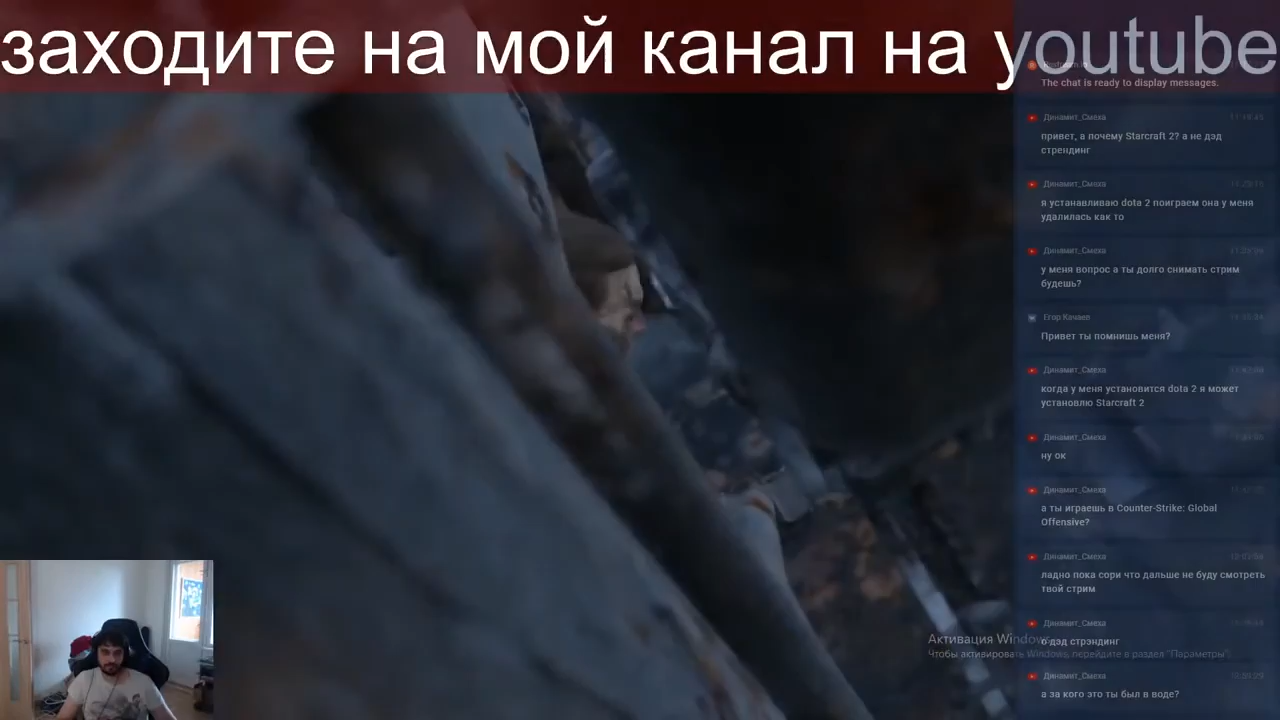 заходите на мой канал на youtube
The chat is ready to display messages.
Динамит_Смеха
привет, а почему Starcraft 2? а не дэд
стрендинг
Динамит_Смеха
я устанавливаю dota 2 поиграем она у меня
удалилась как то
Динамит_Смеха
у меня вопрос а ты долго снимать стрим
будешь?
Егор Качаев
Привет ты помнишь меня?
Динамит_Смеха
когда у меня установится dota 2 я может
установлю Starcraft 2
Динамит_Смеха
ну ок
Динамит_Смеха
а ты играешь в Counter-Strike: Global
Offensive?
Динамит_Смеха
ладно пока сори что дальше не буду смотреть
твой стрим
Динамит_Смеха
о дэд стрэндинг
Активация Windows
Чтобы активировать Windows, перейдите в раздел "Параметры".
Динамит_Смеха
а за кого это ты был в воде?